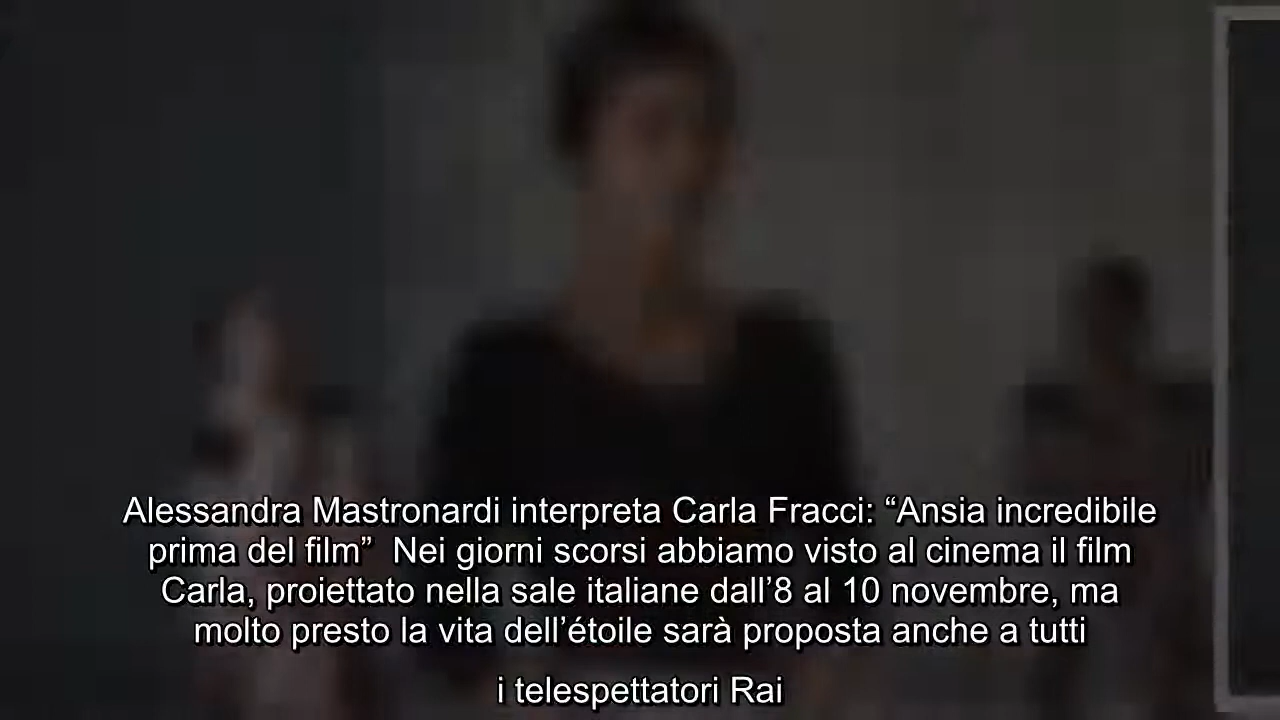 Alessandra Mastronardi interpreta Carla Fracci: “Ansia incredibile
prima del film”  Nei giorni scorsi abbiamo visto al cinema il film
Carla, proiettato nella sale italiane dall’8 al 10 novembre, ma
molto presto la vita dell’étoile sarà proposta anche a tutti
i telespettatori Rai